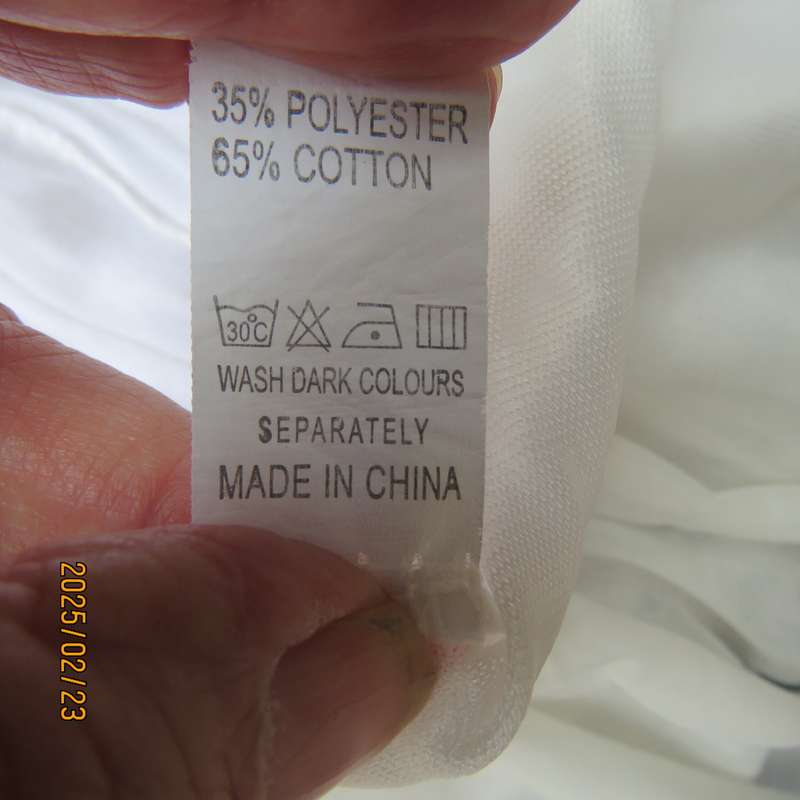 35% POLYESTER
65% COTTON
30°C
WASH DARK COLOURS
SEPARATELY
MADE IN CHINA
2025/02/23